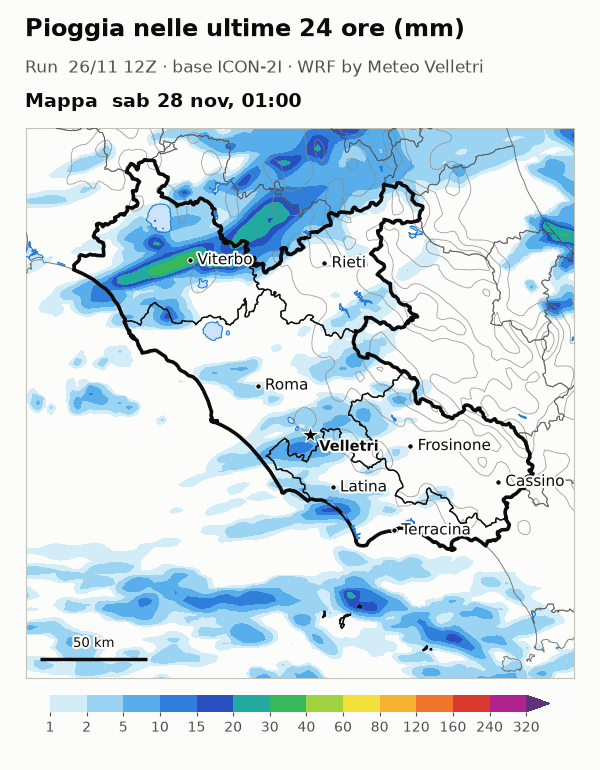 Pioggia nelle ultime 24 ore (mm)
Run  26/11 12Z · base ICON-2I · WRF by Meteo Velletri
Mappa  sab 28 nov, 01:00
Viterbo
Rieti
Roma
Velletri
Frosinone
Cassino
Latina
Terracina
50 km
1 2 5 10 15 20 30 40 60 80 120 160 240 320